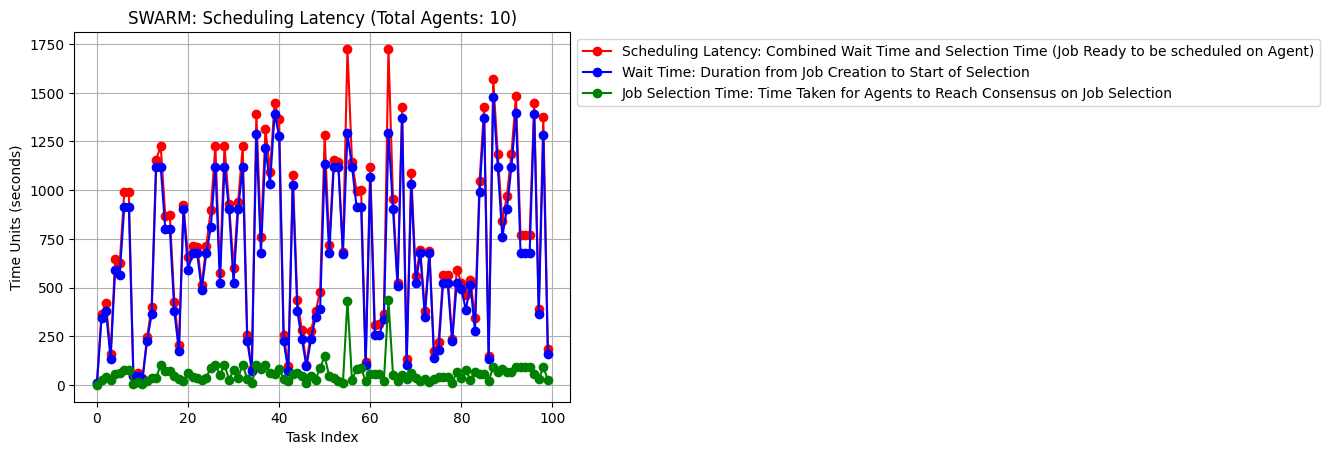 SWARM: Scheduling Latency (Total Agents: 10)
Scheduling Latency: Combined Wait Time and Selection Time (Job Ready to be scheduled on Agent)
Wait Time: Duration from Job Creation to Start of Selection
Job Selection Time: Time Taken for Agents to Reach Consensus on Job Selection
Time Units (seconds)
1750
1500
1250
1000
750
500
250
0
0 20 40 60 80 100
Task Index